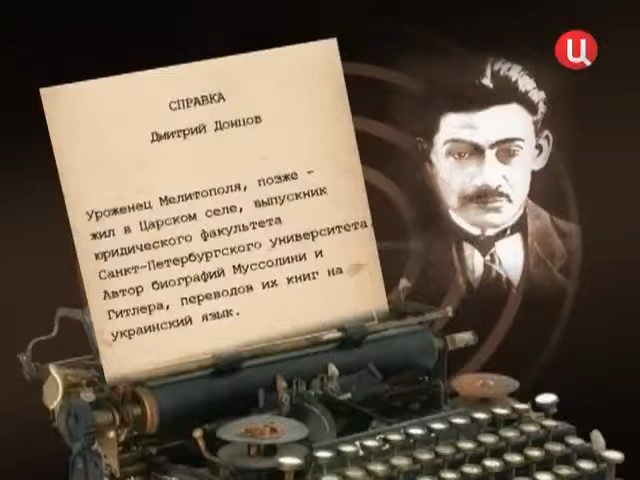 Ц
СПРАВКА
Дмитрий Донцов
Уроженец Мелитополя, позже –
жил в Царском селе, выпускник
юридического факультета
Санкт-Петербургского университета.
Автор биографий Муссолини и
Гитлера, переводов их книг на
украинский язык.